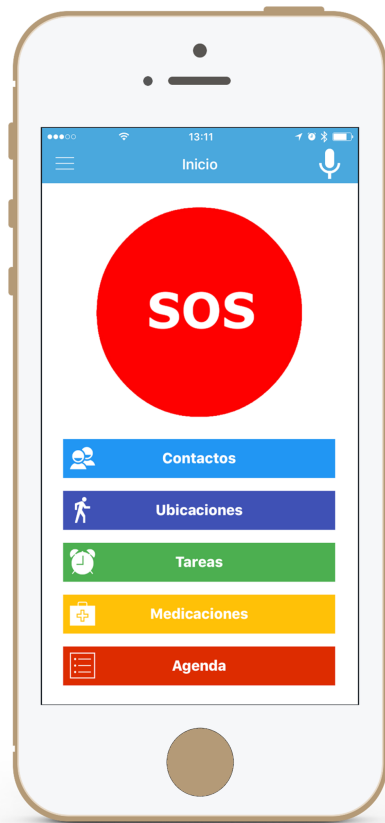 13:11
Inicio
SOS
Contactos
Ubicaciones
Tareas
Medicaciones
Agenda